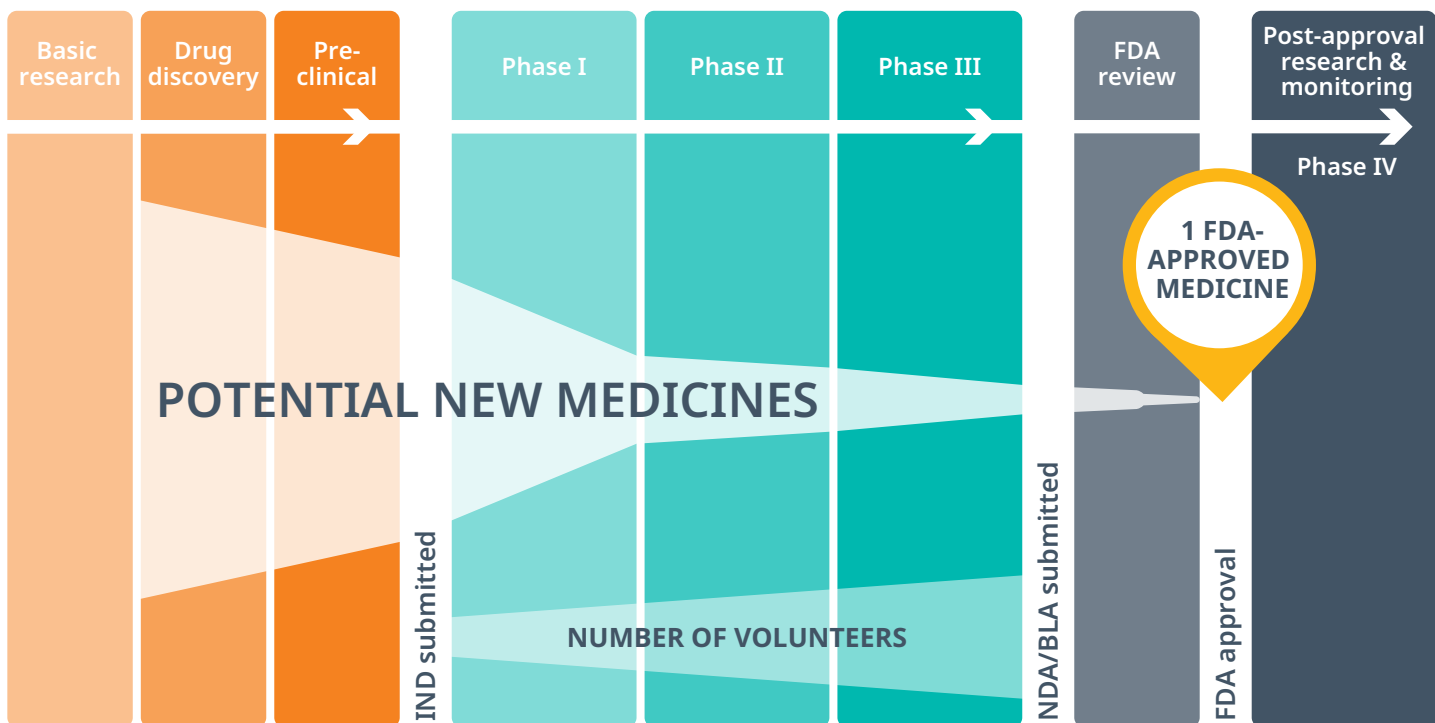 Basic
research
Drug
discovery
Pre-
clinical
Phase I
Phase II
Phase III
FDA
review
Post-approval
research &
monitoring
Phase IV
1 FDA-
APPROVED
MEDICINE
POTENTIAL NEW MEDICINES
NUMBER OF VOLUNTEERS
IND submitted
NDA/BLA submitted
FDA approval